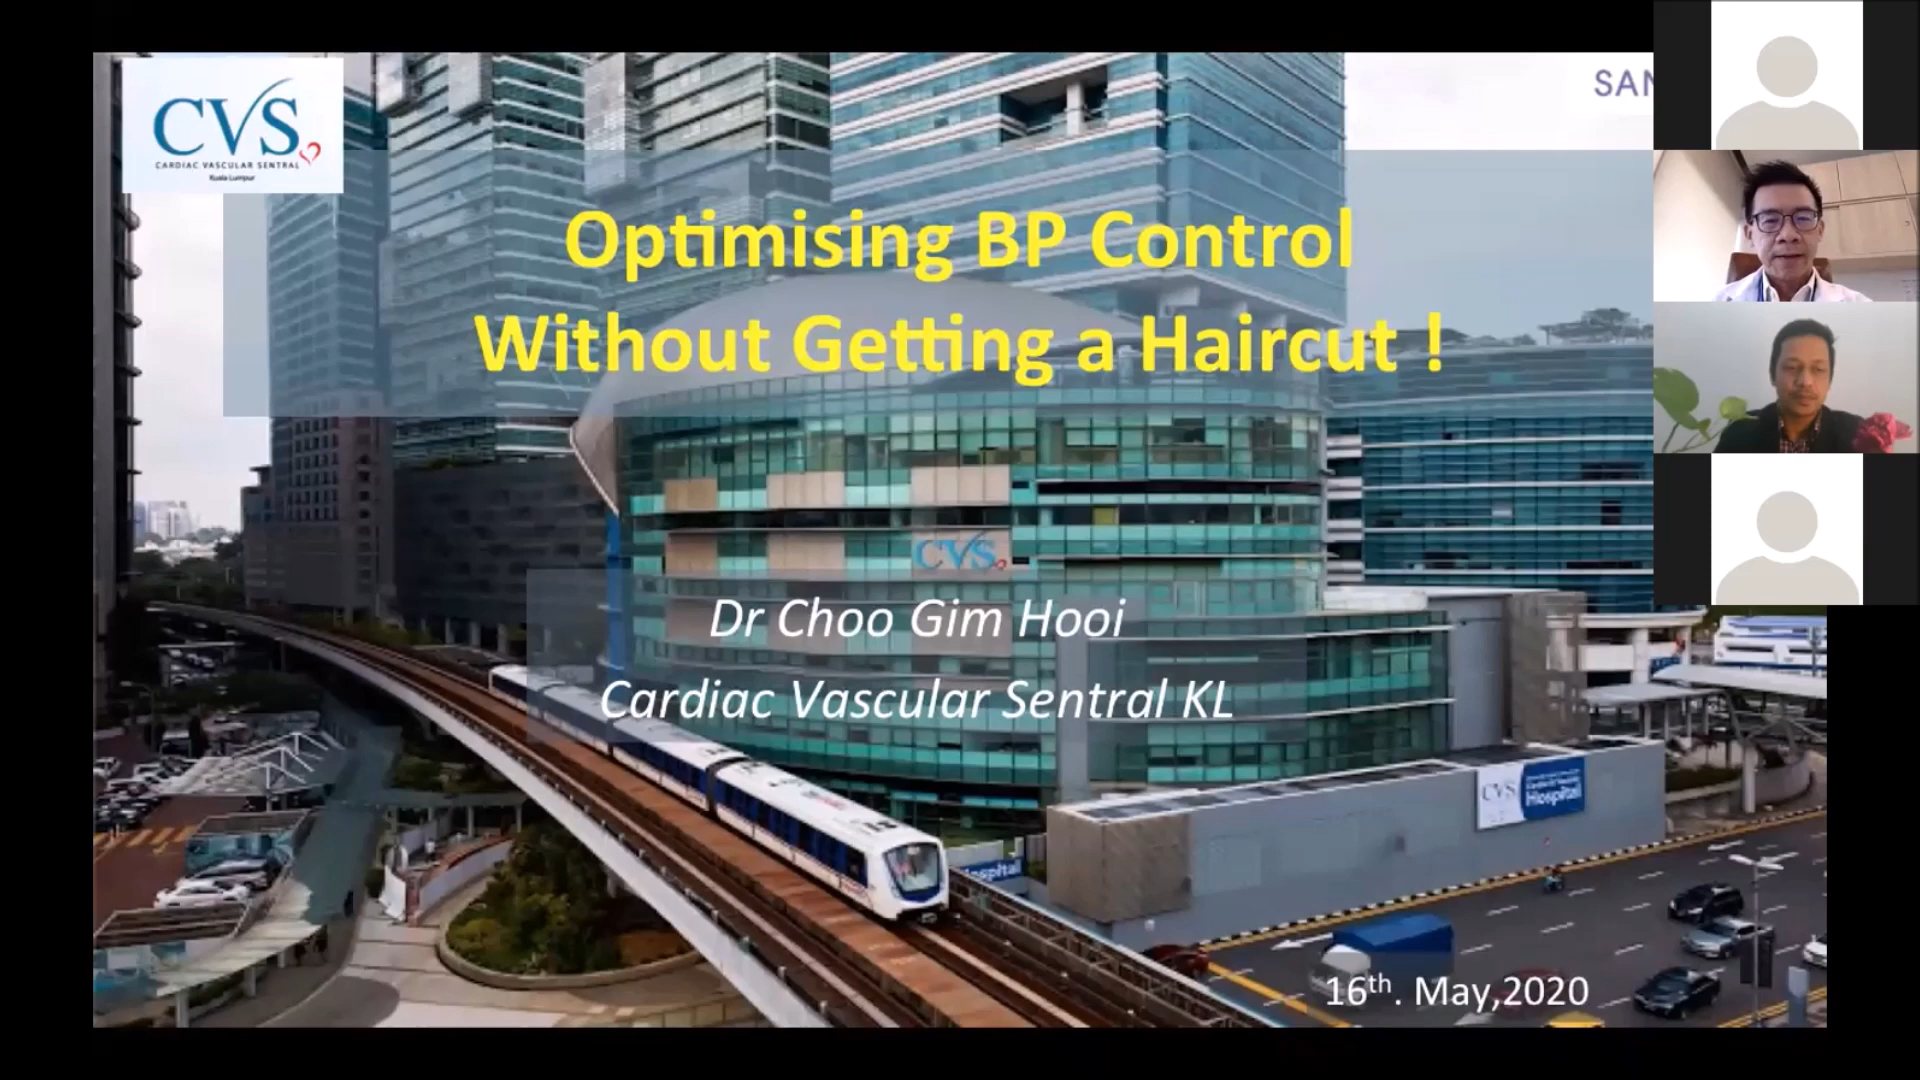 CVS
CARDIAC VASCULAR SENTRAL
Kuala Lumpur
SAN
Optimising BP Control
Without Getting a Haircut !
CVS
Dr Choo Gim Hooi
Cardiac Vascular Sentral KL
CVS
Hospital
ospital
16th. May,2020